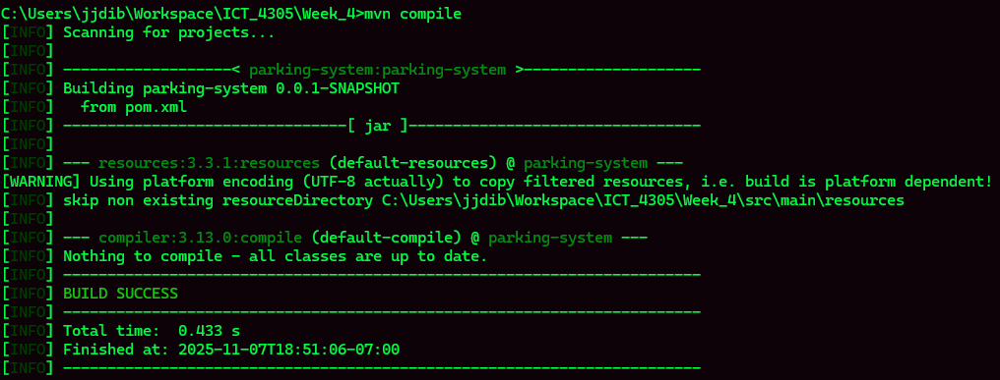 C:\Users\jjdib\Workspace\ICT_4305\Week_4>mvn compile
[INFO] Scanning for projects...
[INFO]
[INFO] -------------------< parking-system:parking-system >--------------------
[INFO] Building parking-system 0.0.1-SNAPSHOT
[INFO]   from pom.xml
[INFO] --------------------------------[ jar ]---------------------------------
[INFO]
[INFO] --- resources:3.3.1:resources (default-resources) @ parking-system ---
[WARNING] Using platform encoding (UTF-8 actually) to copy filtered resources, i.e. build is platform dependent!
[INFO] skip non existing resourceDirectory C:\Users\jjdib\Workspace\ICT_4305\Week_4\src\main\resources
[INFO]
[INFO] --- compiler:3.13.0:compile (default-compile) @ parking-system ---
[INFO] Nothing to compile - all classes are up to date.
[INFO] ------------------------------------------------------------------------
[INFO] BUILD SUCCESS
[INFO] ------------------------------------------------------------------------
[INFO] Total time:  0.433 s
[INFO] Finished at: 2025-11-07T18:51:06-07:00
[INFO] ------------------------------------------------------------------------